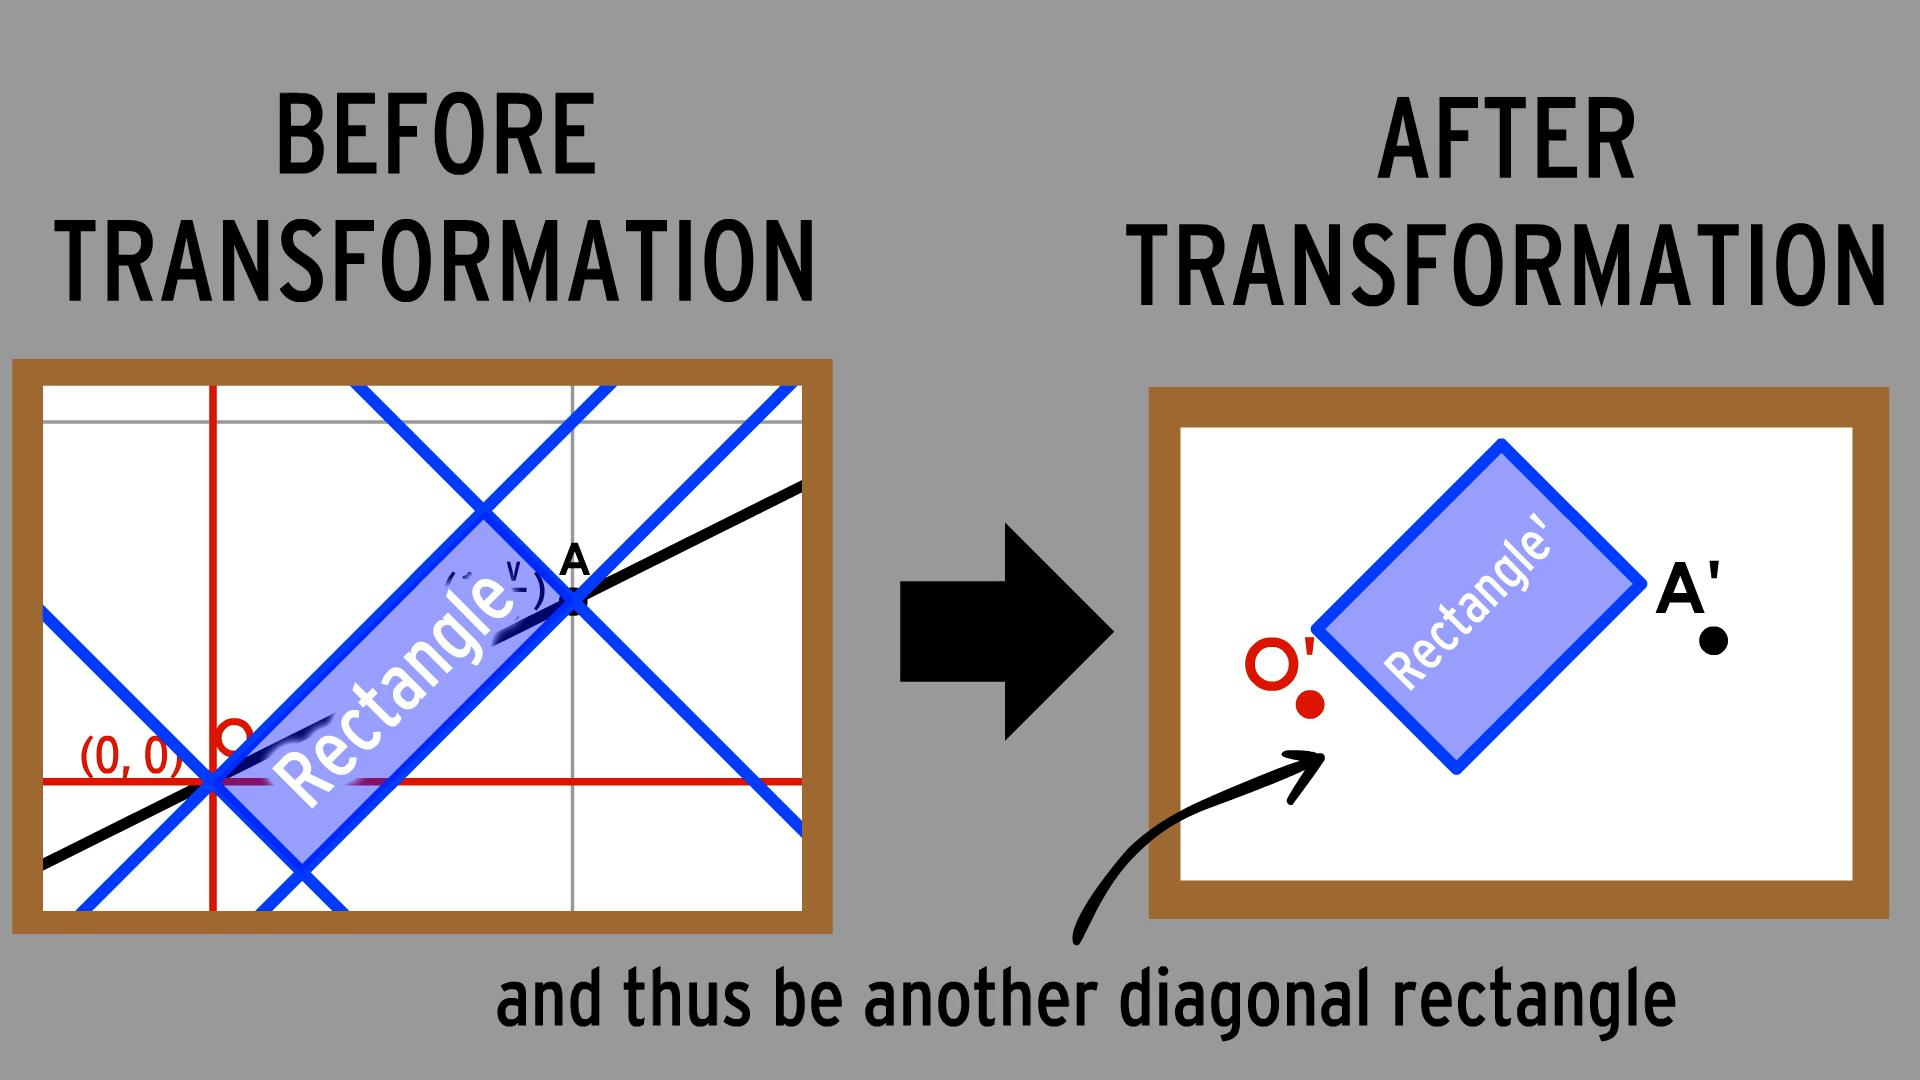 BEFORE
TRANSFORMATION
AFTER
TRANSFORMATION
A
Rectangle
O
(0, 0)
A'
Rectangle'
O'
and thus be another diagonal rectangle